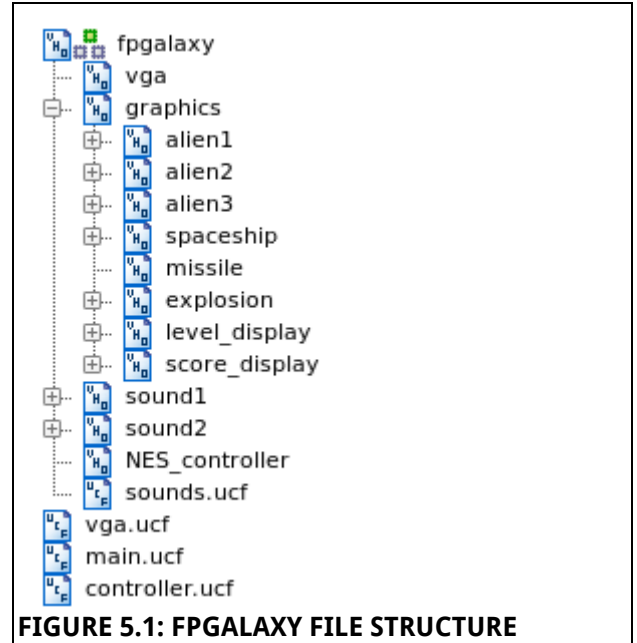 fpgalaxy
vga
graphics
alien1
alien2
alien3
spaceship
missile
explosion
level_display
score_display
sound1
sound2
NES_controller
sounds.ucf
vga.ucf
main.ucf
controller.ucf
FIGURE 5.1: FPGALAXY FILE STRUCTURE